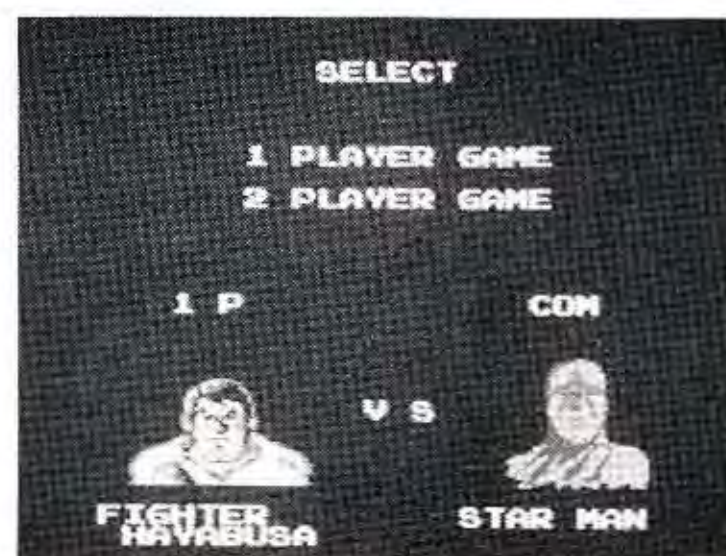 SELECT
1 PLAYER GAME
2 PLAYER GAME
1 P
COM
V S
FIGHTER
HAYABUSA
STAR MAN